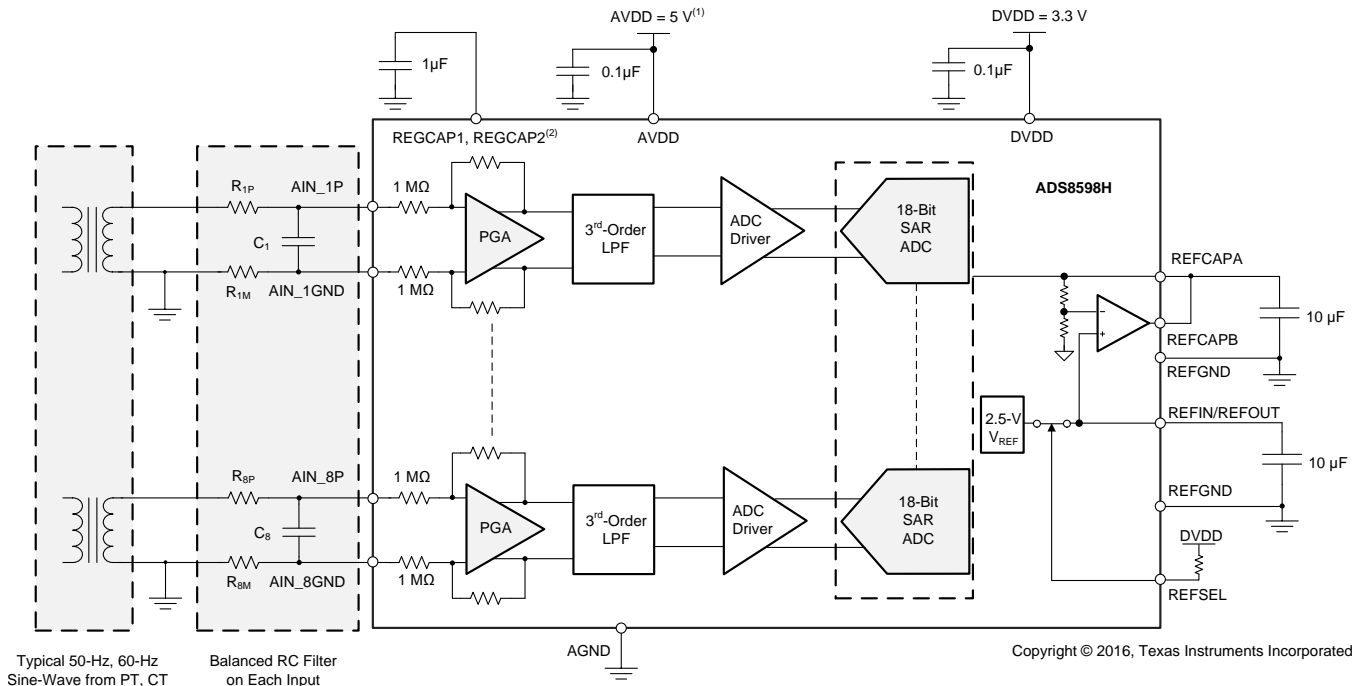 AVDD = 5 V(1)
DVDD = 3.3 V
1µF
0.1µF
0.1µF
REGCAP1, REGCAP2(2)
AVDD
DVDD
ADS8598H
R1P
AIN_1P
1 MΩ
C1
PGA
3rd-Order
LPF
ADC
Driver
18-Bit
SAR
ADC
R1M
AIN_1GND
1 MΩ
REFCAPA
10 µF
REFCAPB
REFGND
2.5-V
VREF
REFIN/REFOUT
10 µF
REFGND
R8P
AIN_8P
1 MΩ
C8
PGA
3rd-Order
LPF
ADC
Driver
18-Bit
SAR
ADC
R8M
AIN_8GND
1 MΩ
DVDD
REFSEL
AGND
Typical 50-Hz, 60-Hz
Sine-Wave from PT, CT
Balanced RC Filter
on Each Input
Copyright © 2016, Texas Instruments Incorporated